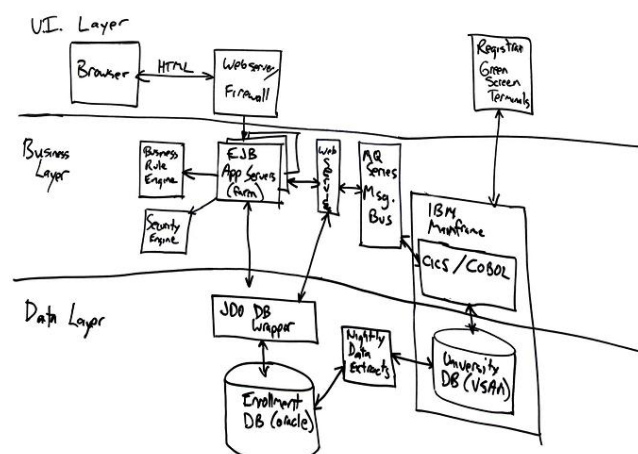 UI. Layer
Browser
HTML
Webserver/
Firewall
Registrar
Green
Screen
Terminals
Business
Layer
Business
Rule
Engine
Security
Engine
EJB
App Servers
(farm)
Web
Service
MQ
Series
Msg.
Bus
IBM
Mainframe
CICS/COBOL
Data Layer
JDO DB
Wrapper
Enrollment
DB (oracle)
Nightly
Data
Extracts
University
DB (VSAM)